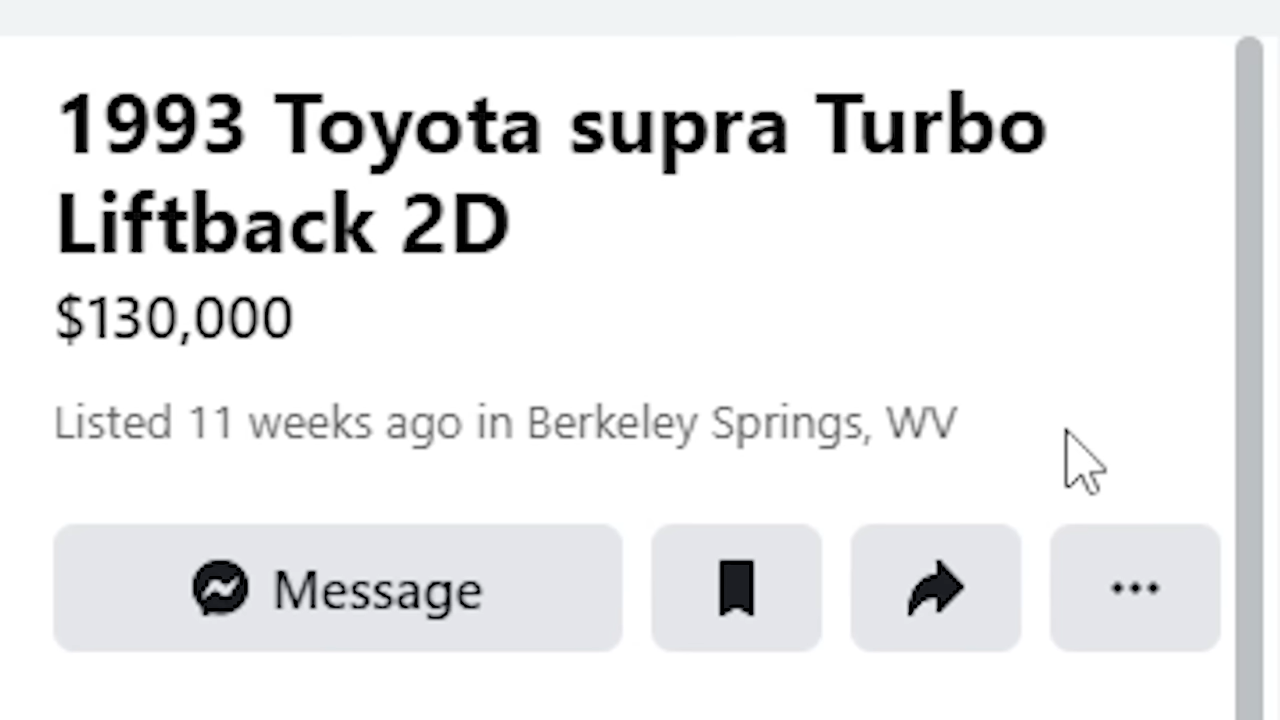 1993 Toyota supra Turbo
Liftback 2D
$130,000
Listed 11 weeks ago in Berkeley Springs, WV
Message